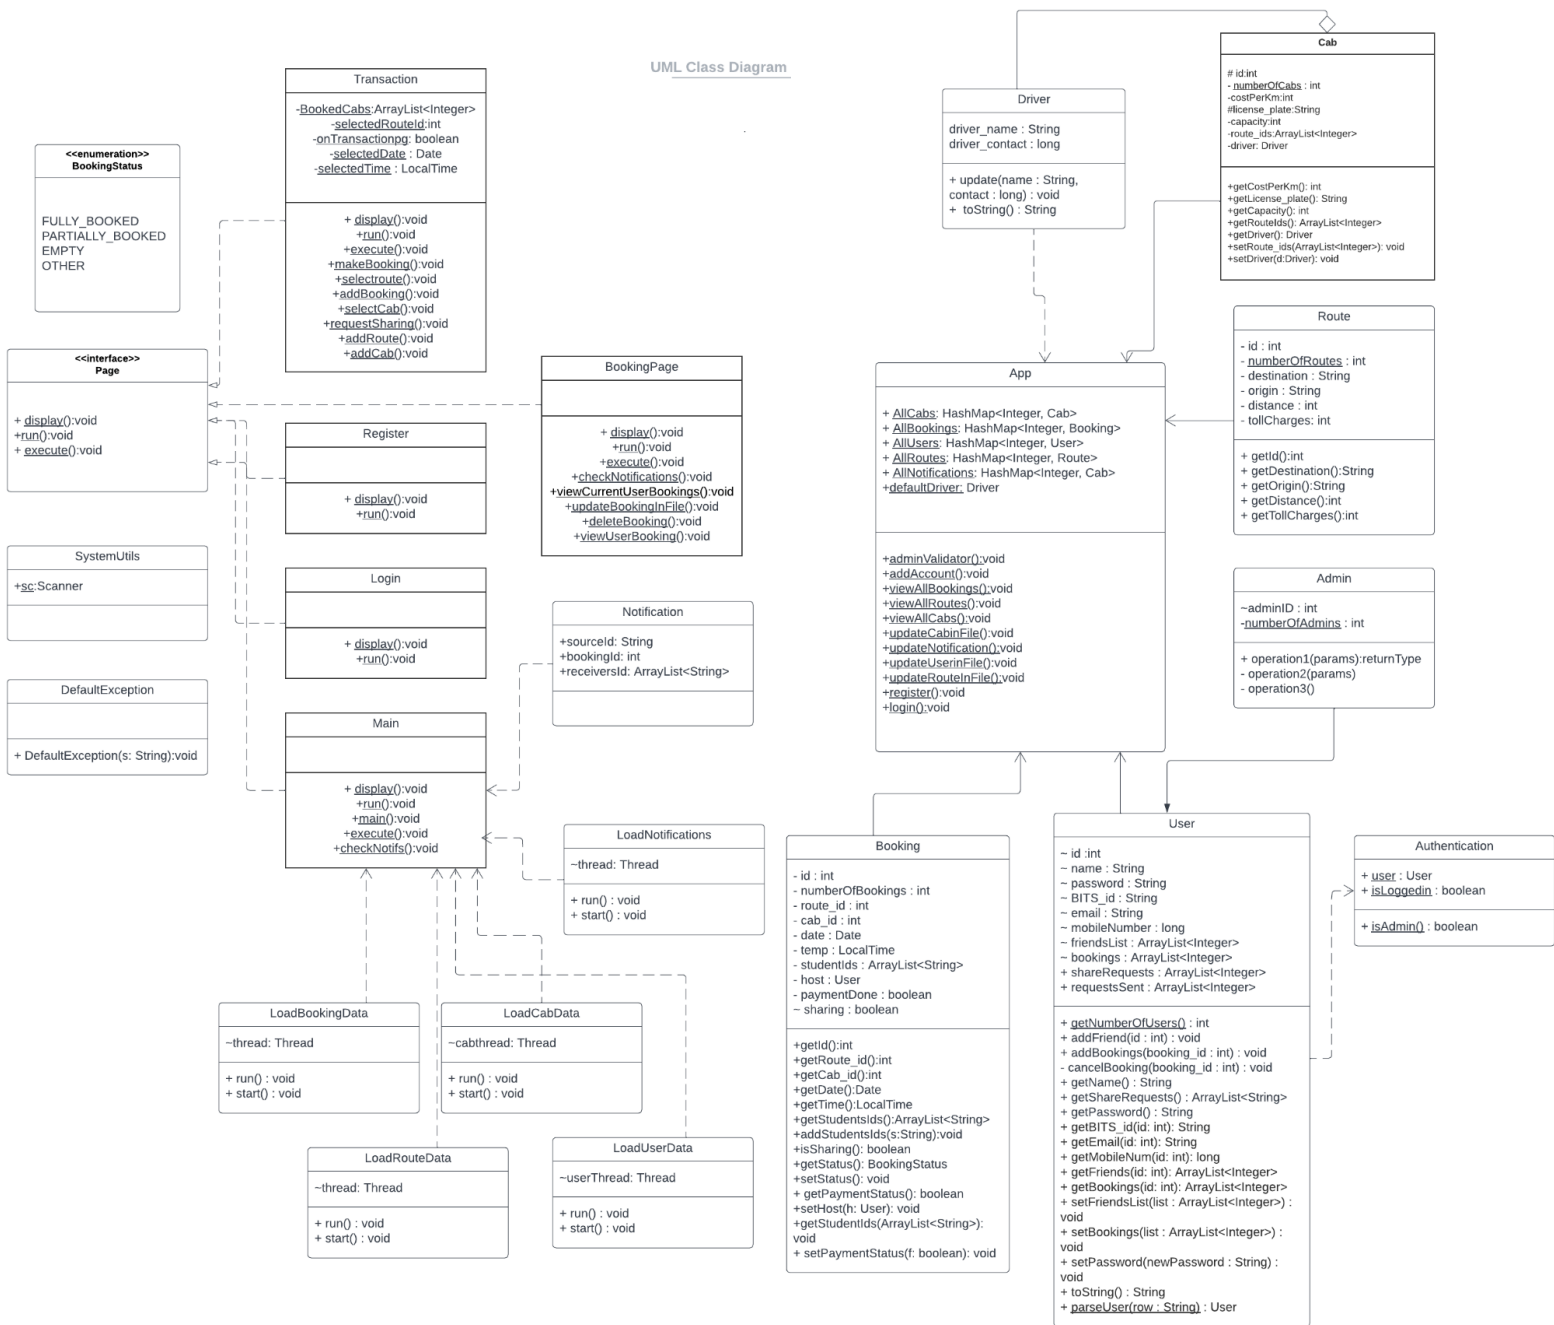 UML Class Diagram
Transaction
-BookedCabs:ArrayList<Integer>
-selectedRouteId:int
-onTransactionpg: boolean
-selectedDate : Date
-selectedTime : LocalTime
+ display():void
+run():void
+execute():void
+makeBooking():void
+selectroute():void
+addBooking():void
+selectCab():void
+requestSharing():void
+addRoute():void
+addCab():void
<<enumeration>>
BookingStatus
FULLY_BOOKED
PARTIALLY_BOOKED
EMPTY
OTHER
<<interface>>
Page
+ display():void
+run():void
+ execute():void
BookingPage
+ display():void
+run():void
+execute():void
+checkNotifications():void
+viewCurrentUserBookings():void
+updateBookingInFile():void
+deleteBooking():void
+viewUserBooking():void
Register
+ display():void
+run():void
SystemUtils
+sc:Scanner
Login
+ display():void
+run():void
Notification
+sourceId: String
+bookingId: int
+receiversId: ArrayList<String>
DefaultException
+ DefaultException(s: String):void
Main
+ display():void
+run():void
+main():void
+execute():void
+checkNotifs():void
LoadNotifications
~thread: Thread
+ run() : void
+ start() : void
LoadBookingData
~thread: Thread
+ run() : void
+ start() : void
LoadCabData
~cabthread: Thread
+ run() : void
+ start() : void
LoadRouteData
~thread: Thread
+ run() : void
+ start() : void
LoadUserData
~userThread: Thread
+ run() : void
+ start() : void
Driver
driver_name : String
driver_contact : long
+ update(name : String,
contact : long) : void
+ toString() : String
Cab
# id:int
- numberOfCabs : int
-costPerKm:int
#license_plate:String
-capacity:int
-route_ids:ArrayList<Integer>
-driver: Driver
+getCostPerKm(): int
+getLicense_plate(): String
+getCapacity(): int
+getRouteIds(): ArrayList<Integer>
+getDriver(): Driver
+setRoute_ids(ArrayList<Integer>): void
+setDriver(d:Driver): void
App
+ AllCabs: HashMap<Integer, Cab>
+ AllBookings: HashMap<Integer, Booking>
+ AllUsers: HashMap<Integer, User>
+ AllRoutes: HashMap<Integer, Route>
+ AllNotifications: HashMap<Integer, Cab>
+defaultDriver: Driver
+adminValidator():void
+addAccount():void
+viewAllBookings():void
+viewAllRoutes():void
+viewAllCabs():void
+updateCabinFile():void
+updateNotification():void
+updateUserinFile():void
+updateRouteInFile():void
+register():void
+login():void
Route
- id : int
- numberOfRoutes : int
- destination : String
- origin : String
- distance : int
- tollCharges: int
+ getId():int
+ getDestination():String
+ getOrigin():String
+ getDistance():int
+ getTollCharges():int
Admin
~adminID : int
-numberOfAdmins : int
+ operation1(params):returnType
- operation2(params)
- operation3()
Booking
- id : int
- numberOfBookings : int
- route_id : int
- cab_id : int
- date : Date
- temp : LocalTime
- studentIds : ArrayList<String>
- host : User
- paymentDone : boolean
~ sharing : boolean
+getId():int
+getRoute_id():int
+getCab_id():int
+getDate():Date
+getTime():LocalTime
+getStudentsIds():ArrayList<String>
+addStudentsIds(s:String):void
+isSharing(): boolean
+getStatus(): BookingStatus
+setStatus(): void
+ getPaymentStatus(): boolean
+setHost(h: User): void
+getStudentIds(ArrayList<String>):
void
+ setPaymentStatus(f: boolean): void
User
~ id :int
~ name : String
~ password : String
~ BITS_id : String
~ email : String
~ mobileNumber : long
~ friendsList : ArrayList<Integer>
~ bookings : ArrayList<Integer>
+ shareRequests : ArrayList<Integer>
+ requestsSent : ArrayList<Integer>
+ getNumberOfUsers() : int
+ addFriend(id : int) : void
+ addBookings(booking_id : int) : void
- cancelBooking(booking_id : int) : void
+ getName() : String
+ getShareRequests() : ArrayList<String>
+ getPassword() : String
+ getBITS_id(id: int): String
+ getEmail(id: int): String
+ getMobileNum(id: int): long
+ getFriends(id: int): ArrayList<Integer>
+ getBookings(id: int): ArrayList<Integer>
+ setFriendsList(list : ArrayList<Integer>) :
void
+ setBookings(list : ArrayList<Integer>) :
void
+ setPassword(newPassword : String) :
void
+ toString() : String
+ parseUser(row : String) : User
Authentication
+ user : User
+ isLoggedin : boolean
+ isAdmin() : boolean